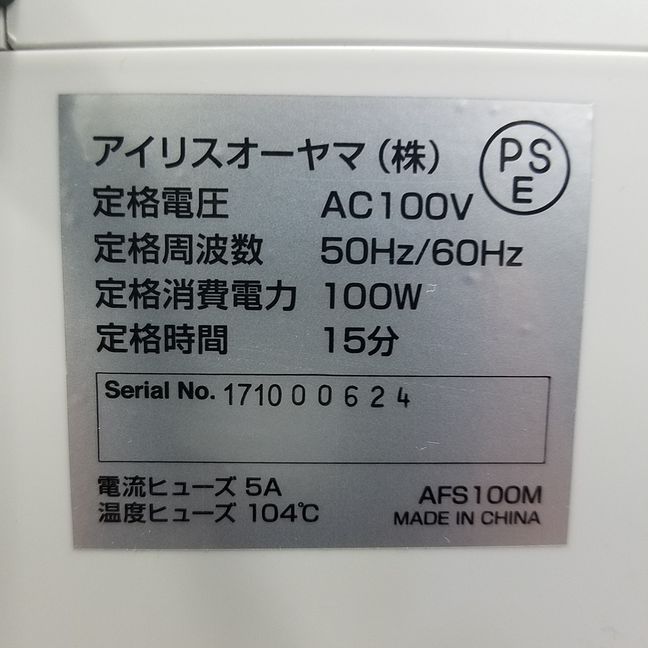 アイリスオーヤマ（株）
PSE
定格電圧 AC100V
定格周波数 50Hz/60Hz
定格消費電力 100W
定格時間 15分
Serial No. 171000624
電流ヒューズ 5A
温度ヒューズ 104℃
AFS100M
MADE IN CHINA